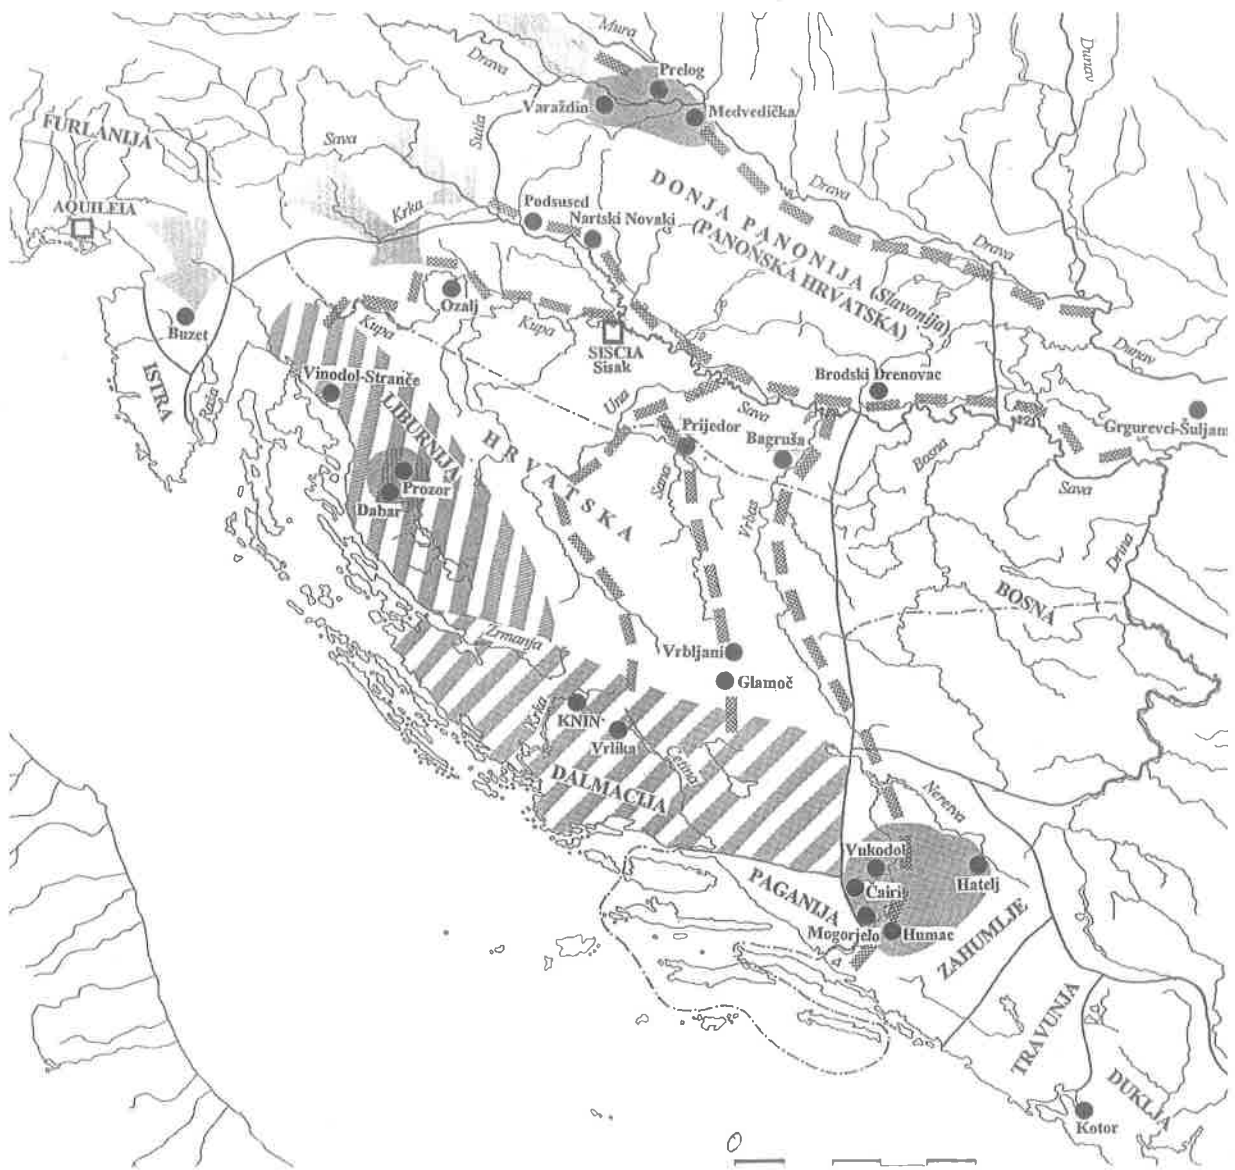 Mura
Drava
Dunav
Prelog
Varaždin
Medvedička
FURLANIJA
Sava
Sutla
AQUILEIA
Krka
Podsused
Nartski Novaki
DONJA PANONIJA (Slavonija)
(PANONSKA HRVATSKA)
Drava
Drava
Ozalj
Buzet
Kupa
Kupa
SISCIA
Sisak
Dunav
ISTRA
Raša
Vinodol-Stranče
LIBURNIJA
Una
Sava
Brodski Drenovac
Grgurevci-Šuljam
HRVATSKA
Prijedor
Bagruša
Bosna
Sana
Vrbas
Sava
Prozor
Dabar
Drina
BOSNA
Zrmanja
Vrbljani
Glamoč
Krka
KNIN
Vrlika
Cetina
DALMACIJA
Neretva
Vukodol
Čairi
Hatelj
PAGANIJA
Mogorjelo
Humac
ZAHUMLJE
TRAVUNJA
DUKLJA
Kotor